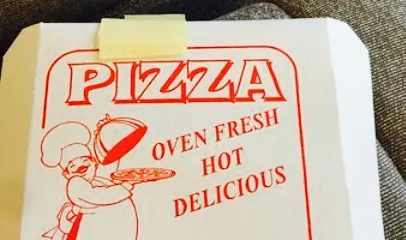 PIZZA
OVEN FRESH
HOT
DELICIOUS